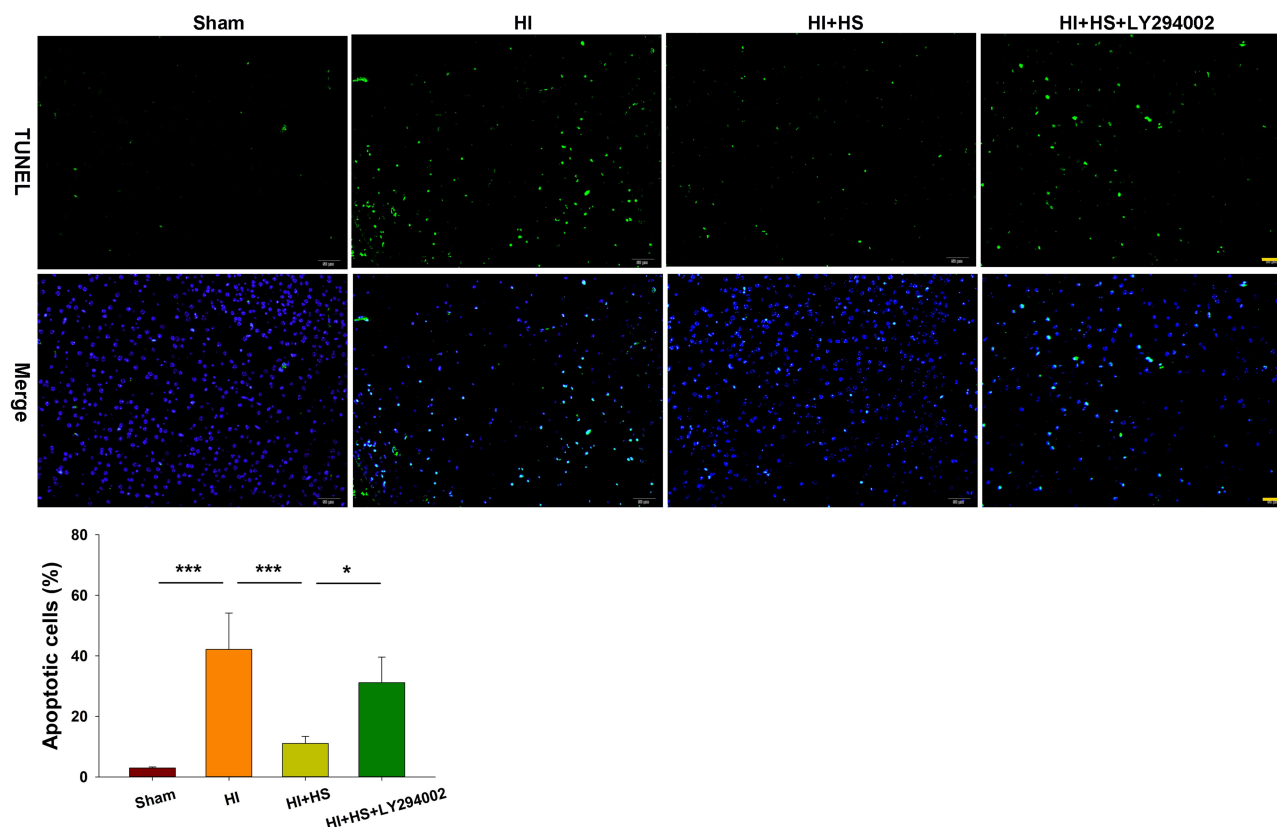 Sham HI HI+HS HI+HS+LY294002
TUNEL
Merge
Apoptotic cells (%)
80
60
40
20
0
*** *** *
Sham HI HI+HS HI+HS+LY294002